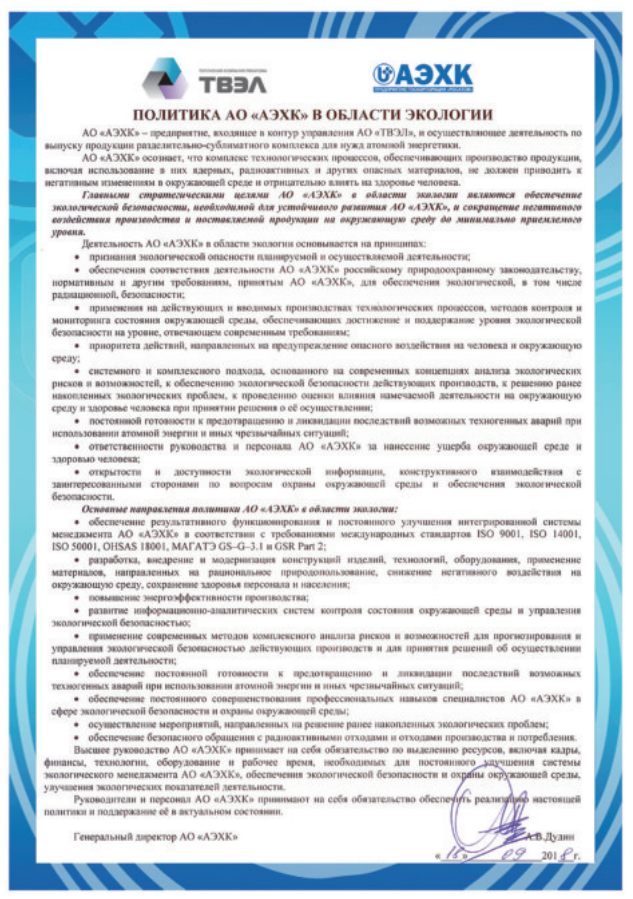 ТВЭЛ
АЭХК
ПОЛИТИКА АО «АЭХК» В ОБЛАСТИ ЭКОЛОГИИ
АО «АЭХК» – предприятие, входящее в контур управления АО «ТВЭЛ», и осуществляющее деятельность по
выпуску продукции разделительно-сублиматного комплекса для нужд атомной энергетики.
АО «АЭХК» осознает, что комплекс технологических процессов, обеспечивающих производство продукции,
включая использование в них ядерных, радиоактивных и других опасных материалов, не должен приводить к
негативным изменениям в окружающей среде и отрицательно влиять на здоровье человека.
Главными стратегическими целями АО «АЭХК» в области экологии являются обеспечение
экологической безопасности, необходимой для устойчивого развития АО «АЭХК», и сокращение негативного
воздействия производства и поставляемой продукции на окружающую среду до минимально приемлемого
уровня.
Деятельность АО «АЭХК» в области экологии основывается на принципах:
• признания экологической опасности планируемой и осуществляемой деятельности;
• обеспечения соответствия деятельности АО «АЭХК» российскому природоохранному законодательству,
нормативным и другим требованиям, принятым АО «АЭХК», для обеспечения экологической, в том числе
радиационной, безопасности;
• применения на действующих и вводимых производствах технологических процессов, методов контроля и
мониторинга состояния окружающей среды, обеспечивающих достижение и поддержание уровня экологической
безопасности на уровне, отвечающем современным требованиям;
• приоритета действий, направленных на предупреждение опасного воздействия на человека и окружающую
среду;
• системного и комплексного подхода, основанного на современных концепциях анализа экологических
рисков и возможностей, к обеспечению экологической безопасности действующих производств, к решению ранее
накопленных экологических проблем, к проведению оценки влияния намечаемой деятельности на окружающую
среду и здоровье человека при принятии решения о её осуществлении;
• постоянной готовности к предотвращению и ликвидации последствий возможных техногенных аварий при
использовании атомной энергии и иных чрезвычайных ситуаций;
• ответственности руководства и персонала АО «АЭХК» за нанесение ущерба окружающей среде и
здоровью человека;
• открытости и доступности экологической информации, конструктивного взаимодействия с
заинтересованными сторонами по вопросам охраны окружающей среды и обеспечения экологической
безопасности.
Основные направления политики АО «АЭХК» в области экологии:
• обеспечение результативного функционирования и постоянного улучшения интегрированной системы
менеджмента АО «АЭХК» в соответствии с требованиями международных стандартов ISO 9001, ISO 14001,
ISO 50001, OHSAS 18001, МАГАТЭ GS–G–3.1 и GSR Part 2;
• разработка, внедрение и модернизация конструкций изделий, технологий, оборудования, применение
материалов, направленных на рациональное природопользование, снижение негативного воздействия на
окружающую среду, сохранение здоровья персонала и населения;
• повышение энергоэффективности производства;
• развитие информационно-аналитических систем контроля состояния окружающей среды и управления
экологической безопасностью;
• применение современных методов комплексного анализа рисков и возможностей для прогнозирования и
управления экологической безопасностью действующих производств и для принятия решений об осуществлении
планируемой деятельности;
• обеспечение постоянной готовности к предотвращению и ликвидации последствий возможных
техногенных аварий при использовании атомной энергии и иных чрезвычайных ситуаций;
• обеспечение постоянного совершенствования профессиональных навыков специалистов АО «АЭХК» в
сфере экологической безопасности и охраны окружающей среды;
• осуществление мероприятий, направленных на решение ранее накопленных экологических проблем;
• обеспечение безопасного обращения с радиоактивными отходами и отходами производства и потребления.
Высшее руководство АО «АЭХК» принимает на себя обязательство по выделению ресурсов, включая кадры,
финансы, технологии, оборудование и рабочее время, необходимых для постоянного улучшения системы
экологического менеджмента АО «АЭХК», обеспечения экологической безопасности и охраны окружающей среды,
улучшения экологических показателей деятельности.
Руководители и персонал АО «АЭХК» принимают на себя обязательство обеспечить реализацию настоящей
политики и поддержание её в актуальном состоянии.
Генеральный директор АО «АЭХК» А.В.Дудин
«18» 09 2018 г.